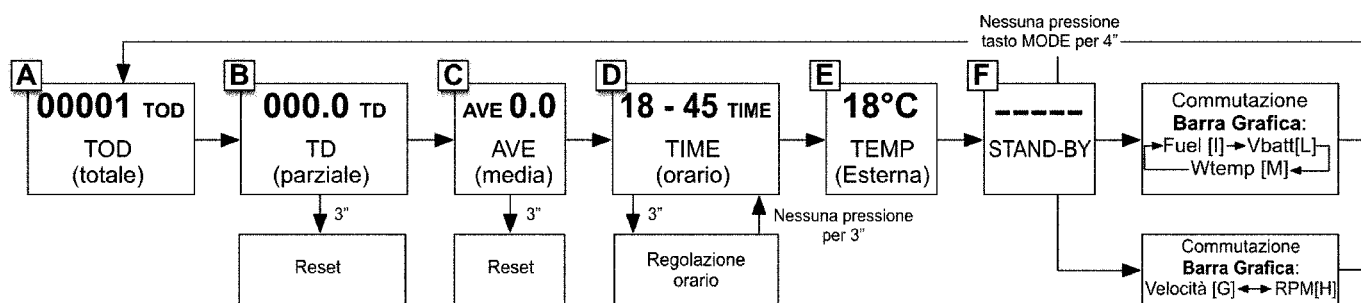 Nessuna pressione
tasto MODE per 4"
A
00001 TOD
TOD
(totale)
B
000.0 TD
TD
(parziale)
C
AVE 0.0
AVE
(media)
D
18 - 45 TIME
TIME
(orario)
E
18°C
TEMP
(Esterna)
F
-----
STAND-BY
Commutazione
Barra Grafica:
Fuel [I] Vbatt[L]
Wtemp [M]
3"
Reset
3"
Reset
3"
Regolazione
orario
Nessuna pressione
per 3"
Commutazione
Barra Grafica:
Velocità [G] RPM[H]